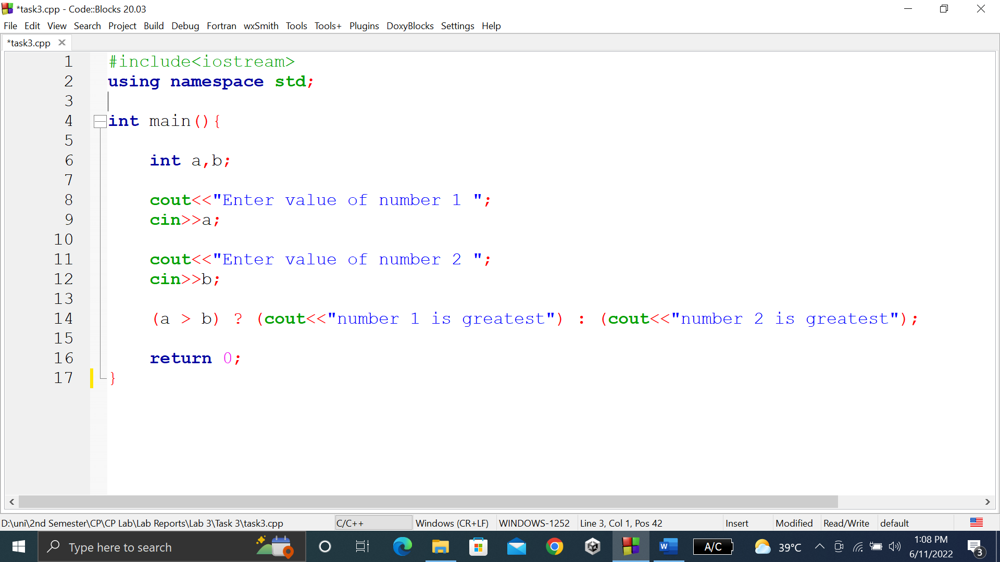 *task3.cpp - Code::Blocks 20.03
File Edit View Search Project Build Debug Fortran wxSmith Tools Tools+ Plugins DoxyBlocks Settings Help
*task3.cpp
1 #include<iostream>
2 using namespace std;
3
4 int main(){
5
6 int a,b;
7
8 cout<<"Enter value of number 1 ";
9 cin>>a;
10
11 cout<<"Enter value of number 2 ";
12 cin>>b;
13
14 (a > b) ? (cout<<"number 1 is greatest") : (cout<<"number 2 is greatest");
15
16 return 0;
17 }
D:\uni\2nd Semester\CP\CP Lab\Lab Reports\Lab 3\Task 3\task3.cpp C/C++ Windows (CR+LF) WINDOWS-1252 Line 3, Col 1, Pos 42 Insert Modified Read/Write default
Type here to search W A/C 39°C 1:08 PM
6/11/2022 3